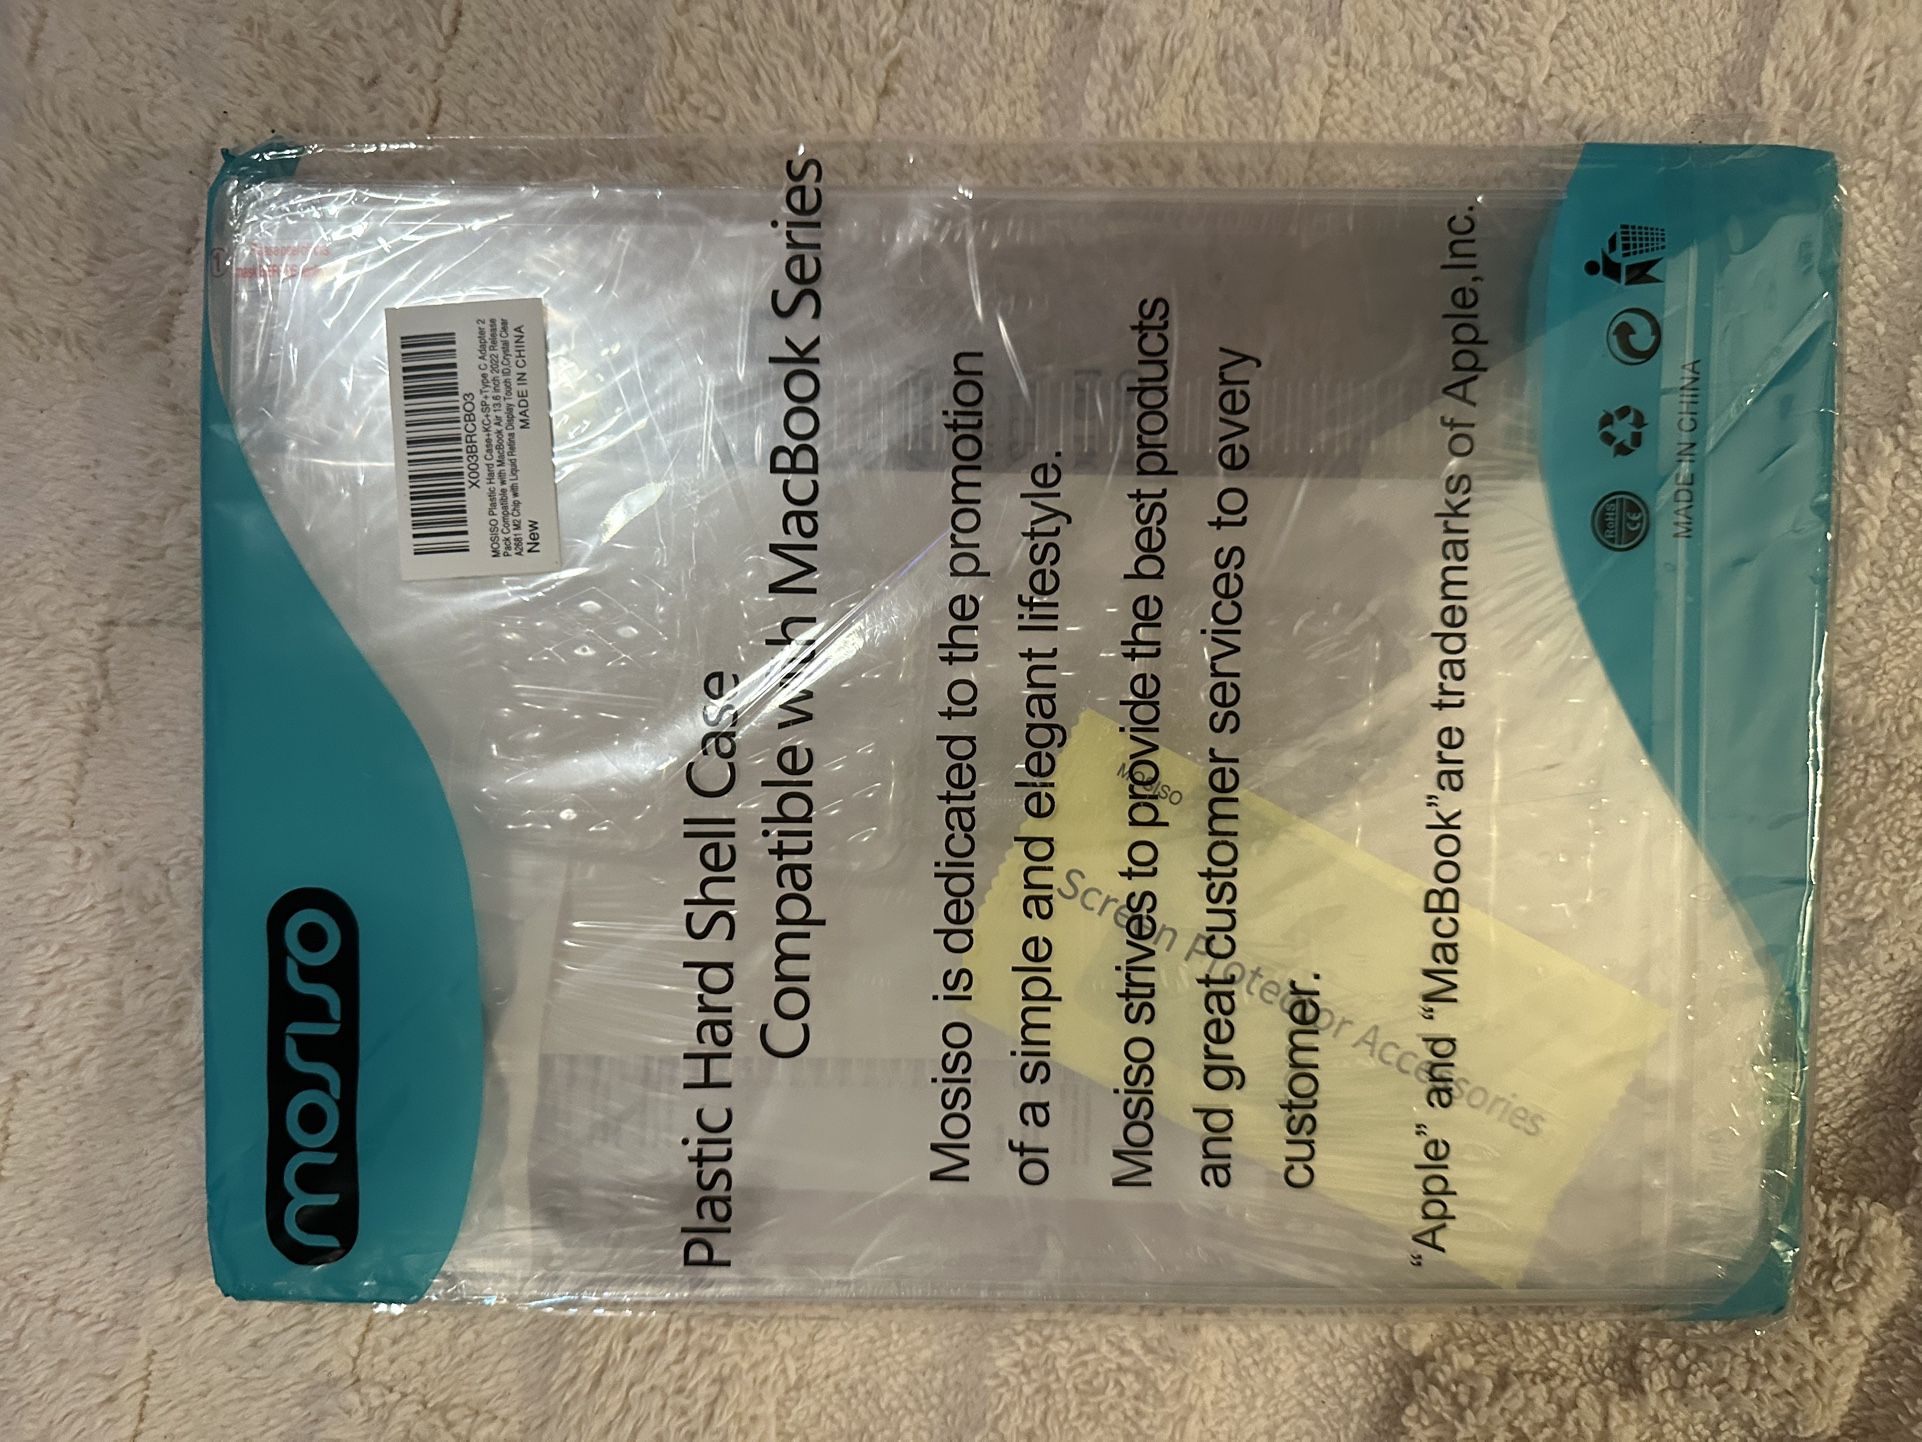 mosiso
X003BRCBO3
MOSISO Plastic Hard Case+KC+SP+Type C Adapter 2
Pack Compatible with MacBook Air 13.6 inch 2022 Release
A2681 M2 Chip with Liquid Retina Display Touch ID,Crystal Clear
New MADE IN CHINA
1
Plastic Hard Shell Case
Compatible with MacBook Series
Mosiso is dedicated to the promotion
of a simple and elegant lifestyle.
Mosiso strives to provide the best products
and great customer services to every
customer.
MOSISO
Screen Protector Accessories
“Apple” and “MacBook”are trademarks of Apple,Inc.
RoHS
CE
MADE IN CHINA